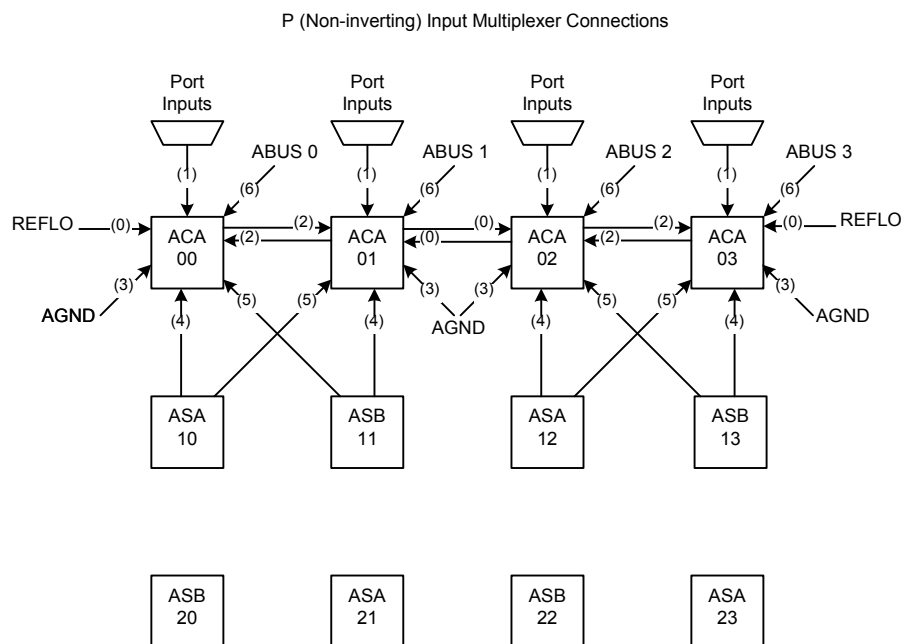 P (Non-inverting) Input Multiplexer Connections
Port
Inputs
Port
Inputs
Port
Inputs
Port
Inputs
ABUS 0
ABUS 1
ABUS 2
ABUS 3
(1)
(1)
(1)
(1)
(6)
(6)
(6)
(6)
REFLO
(0)
ACA
00
(2)
(2)
ACA
01
(0)
(0)
ACA
02
(2)
(2)
ACA
03
(0)
REFLO
(3)
AGND
(3)
AGND
(3)
(3)
AGND
(4)
(5)
(5)
(4)
(4)
(5)
(5)
(4)
ASA
10
ASB
11
ASA
12
ASB
13
ASB
20
ASA
21
ASB
22
ASA
23